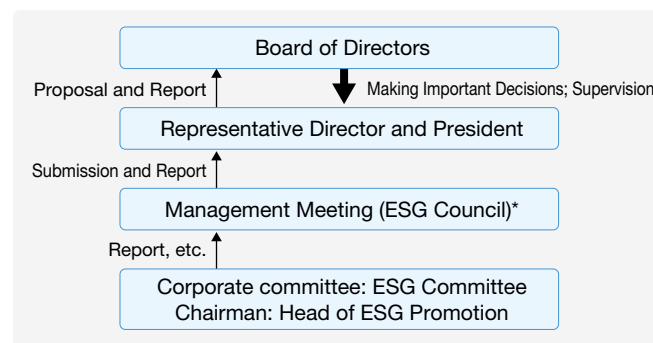 Board of Directors
Proposal and Report
Making Important Decisions; Supervision
Representative Director and President
Submission and Report
Management Meeting (ESG Council)*
Report, etc.
Corporate committee: ESG Committee
Chairman: Head of ESG Promotion